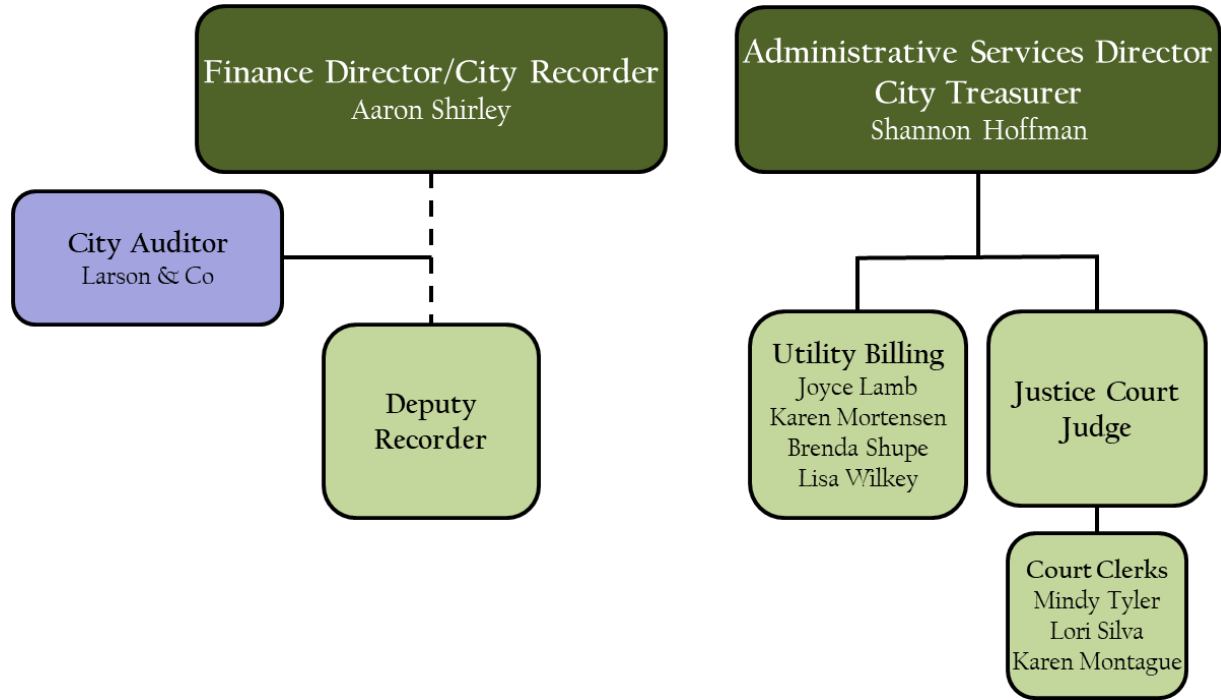 Finance Director/City Recorder
Aaron Shirley
Administrative Services Director
City Treasurer
Shannon Hoffman
City Auditor
Larson & Co
Deputy
Recorder
Utility Billing
Joyce Lamb
Karen Mortensen
Brenda Shupe
Lisa Wilkey
Justice Court
Judge
Court Clerks
Mindy Tyler
Lori Silva
Karen Montague